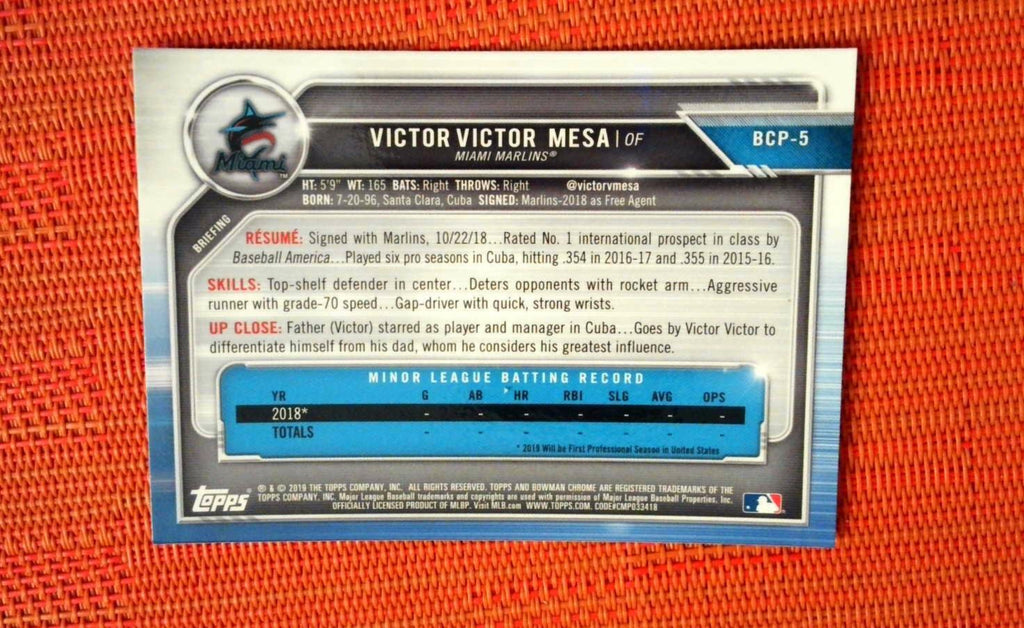 Miami
TM
VICTOR VICTOR MESA | OF
MIAMI MARLINS®
BCP-5
HT: 5'9" WT: 165 BATS: Right THROWS: Right @victorvmesa
BORN: 7-20-96, Santa Clara, Cuba SIGNED: Marlins-2018 as Free Agent
BRIEFING
RÉSUMÉ: Signed with Marlins, 10/22/18...Rated No. 1 international prospect in class by
Baseball America...Played six pro seasons in Cuba, hitting .354 in 2016-17 and .355 in 2015-16.
SKILLS: Top-shelf defender in center...Deters opponents with rocket arm...Aggressive
runner with grade-70 speed...Gap-driver with quick, strong wrists.
UP CLOSE: Father (Victor) starred as player and manager in Cuba...Goes by Victor Victor to
differentiate himself from his dad, whom he considers his greatest influence.
MINOR LEAGUE BATTING RECORD
YR G AB HR RBI SLG AVG OPS
2018* - - - - - - -
TOTALS - - - - - - -
* 2019 Will be First Professional Season in United States
Topps® ® & © 2019 THE TOPPS COMPANY, INC. ALL RIGHTS RESERVED. TOPPS AND BOWMAN CHROME ARE REGISTERED TRADEMARKS OF THE
TOPPS COMPANY, INC. Major League Baseball trademarks and copyrights are used with permission of Major League Baseball Properties, Inc.
OFFICIALLY LICENSED PRODUCT OF MLBP. Visit MLB.com WWW.TOPPS.COM. CODE#CMP033418